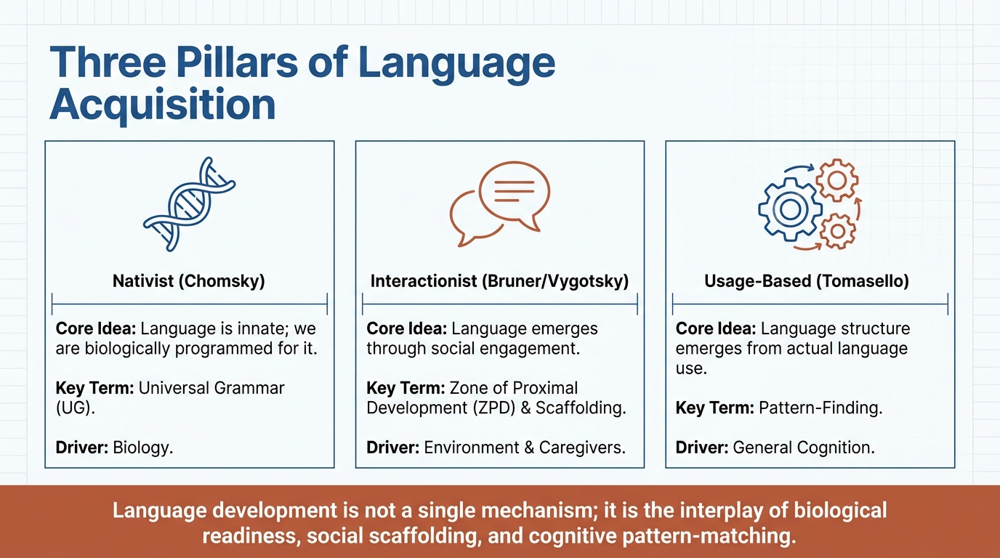 Three Pillars of Language
Acquisition
Nativist (Chomsky)
Core Idea: Language is innate; we
are biologically programmed for it.
Key Term: Universal Grammar
(UG).
Driver: Biology.
Interactionist (Bruner/Vygotsky)
Core Idea: Language emerges
through social engagement.
Key Term: Zone of Proximal
Development (ZPD) & Scaffolding.
Driver: Environment & Caregivers.
Usage-Based (Tomasello)
Core Idea: Language structure
emerges from actual language
use.
Key Term: Pattern-Finding.
Driver: General Cognition.
Language development is not a single mechanism; it is the interplay of biological
readiness, social scaffolding, and cognitive pattern-matching.